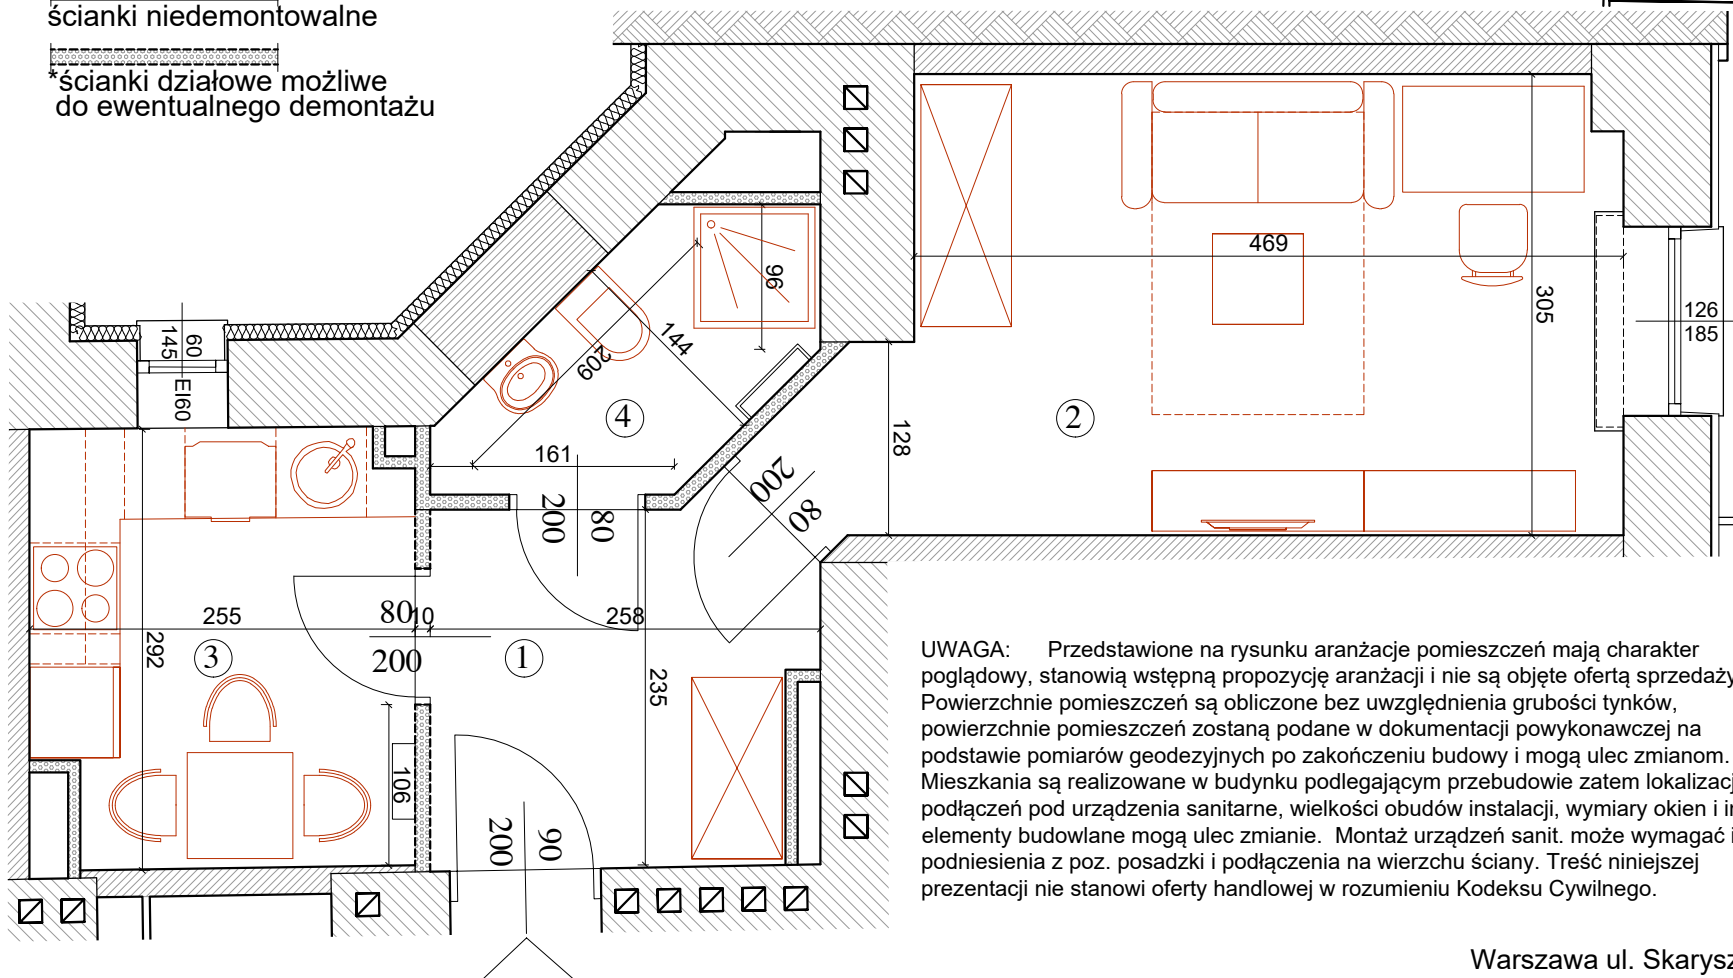 ścianki niedemontowalne
*ścianki działowe możliwe
do ewentualnego demontażu
469
305
126
185
96
144
209
4
2
128
60
145
EI60
161
200
80
200
80
255
80
10
200
258
292
3
1
235
106
200
90
UWAGA: Przedstawione na rysunku aranżacje pomieszczeń mają charakter
poglądowy, stanowią wstępną propozycję aranżacji i nie są objęte ofertą sprzedaży
Powierzchnie pomieszczeń są obliczone bez uwzględnienia grubości tynków,
powierzchnie pomieszczeń zostaną podane w dokumentacji powykonawczej na
podstawie pomiarów geodezyjnych po zakończeniu budowy i mogą ulec zmianom.
Mieszkania są realizowane w budynku podlegającym przebudowie zatem lokalizacj
podłączeń pod urządzenia sanitarne, wielkości obudów instalacji, wymiary okien i in
elementy budowlane mogą ulec zmianie. Montaż urządzeń sanit. może wymagać i
podniesienia z poz. posadzki i podłączenia na wierzchu ściany. Treść niniejszej
prezentacji nie stanowi oferty handlowej w rozumieniu Kodeksu Cywilnego.
Warszawa ul. Skarysz